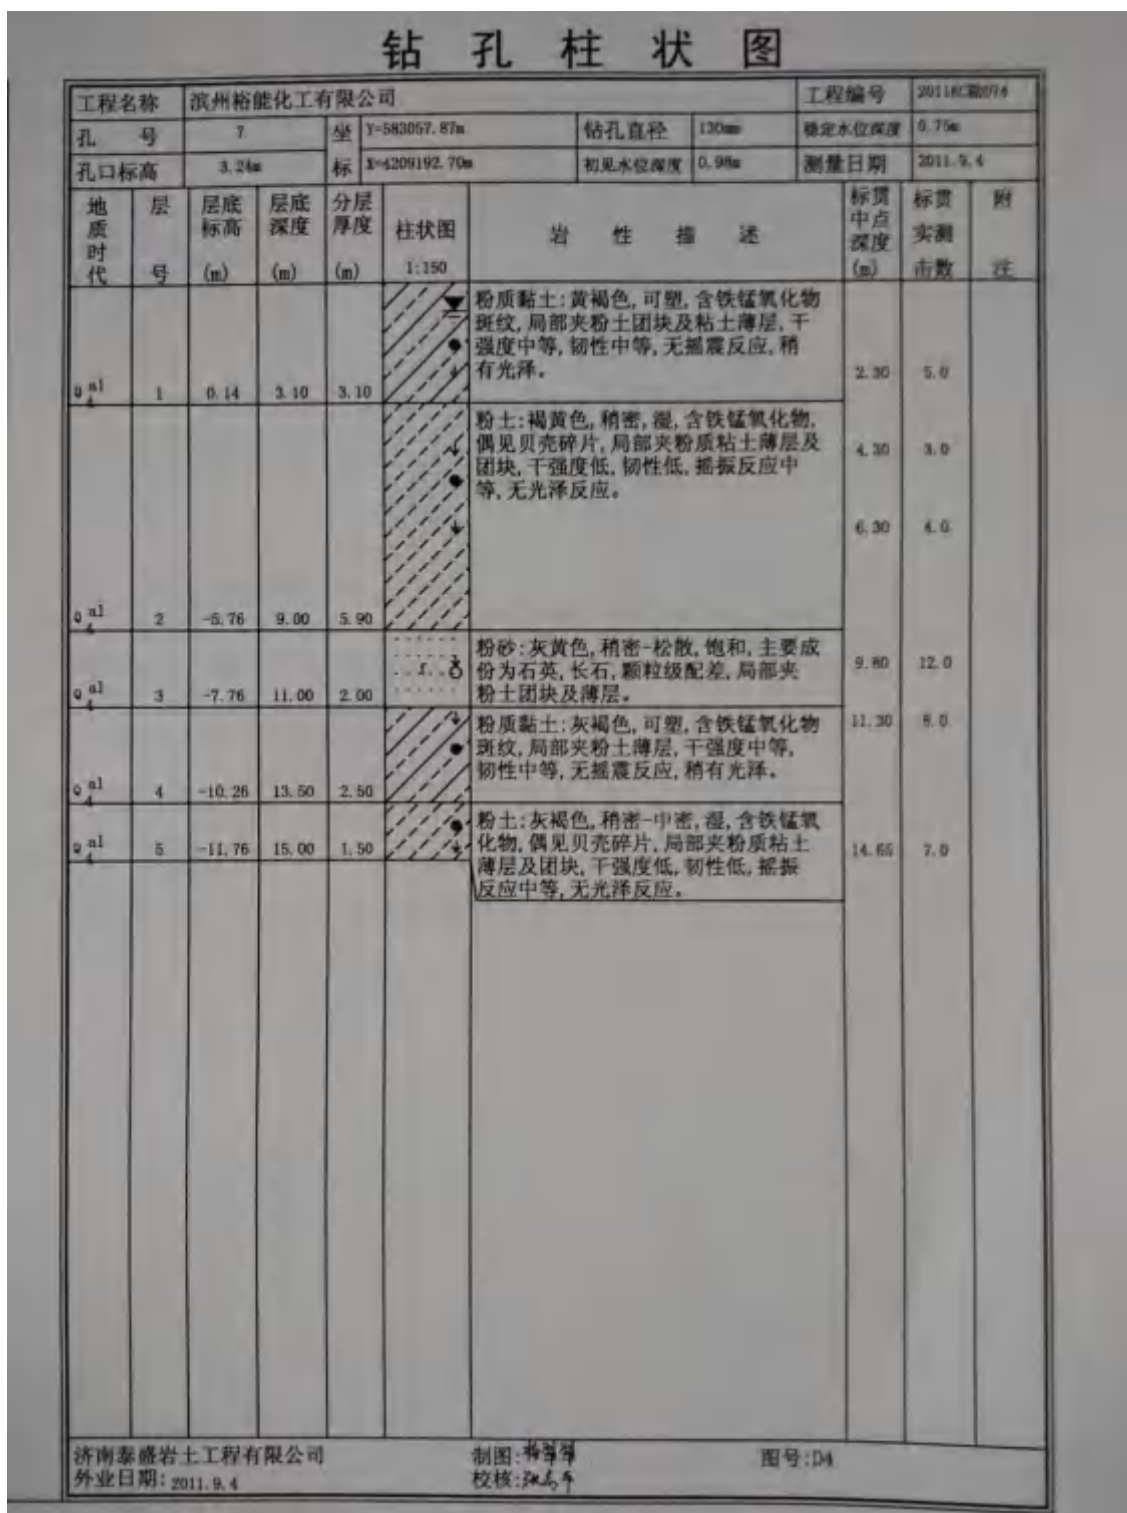 钻孔柱状图
工程名称 滨州裕能化工有限公司 工程编号
孔号 7 坐标 Y=583057.87m 钻孔直径 130mm 稳定水位深度 0.75m
孔口标高 3.24m X=4209192.70m 初见水位深度 0.98m 测量日期 2011.9.4
地质时代 层号 层底标高(m) 层底深度(m) 分层厚度(m) 柱状图 1:150 岩性描述 标贯中点深度(m) 标贯实测击数 附注
粉质黏土:黄褐色,可塑,含铁锰氧化物
斑纹,局部夹粉土团块及粘土薄层,干
强度中等,韧性中等,无摇震反应,稍
有光泽。
2.30 5.0
Q4al 1 0.14 3.10 3.10
粉土:褐黄色,稍密,湿,含铁锰氧化物,
偶见贝壳碎片,局部夹粉质粘土薄层及
团块,干强度低,韧性低,摇振反应中
等,无光泽反应。
4.30 3.0
6.30 4.0
Q4al 2 -5.76 9.00 5.90
粉砂:灰黄色,稍密-松散,饱和,主要成
份为石英,长石,颗粒级配差,局部夹
粉土团块及薄层。
f
9.80 12.0
Q4al 3 -7.76 11.00 2.00
粉质黏土:灰褐色,可塑,含铁锰氧化物
斑纹,局部夹粉土薄层,干强度中等,
韧性中等,无摇震反应,稍有光泽。
11.30
Q4al 4 -10.26 13.50 2.50
粉土:灰褐色,稍密-中密,湿,含铁锰氧
化物,偶见贝壳碎片,局部夹粉质粘土
薄层及团块,干强度低,韧性低,摇振
反应中等,无光泽反应。
Q4al 5 -11.76 15.00 1.50
14.65 7.0
济南泰盛岩土工程有限公司 制图: 图号:D4
外业日期:2011.9.4 校核: